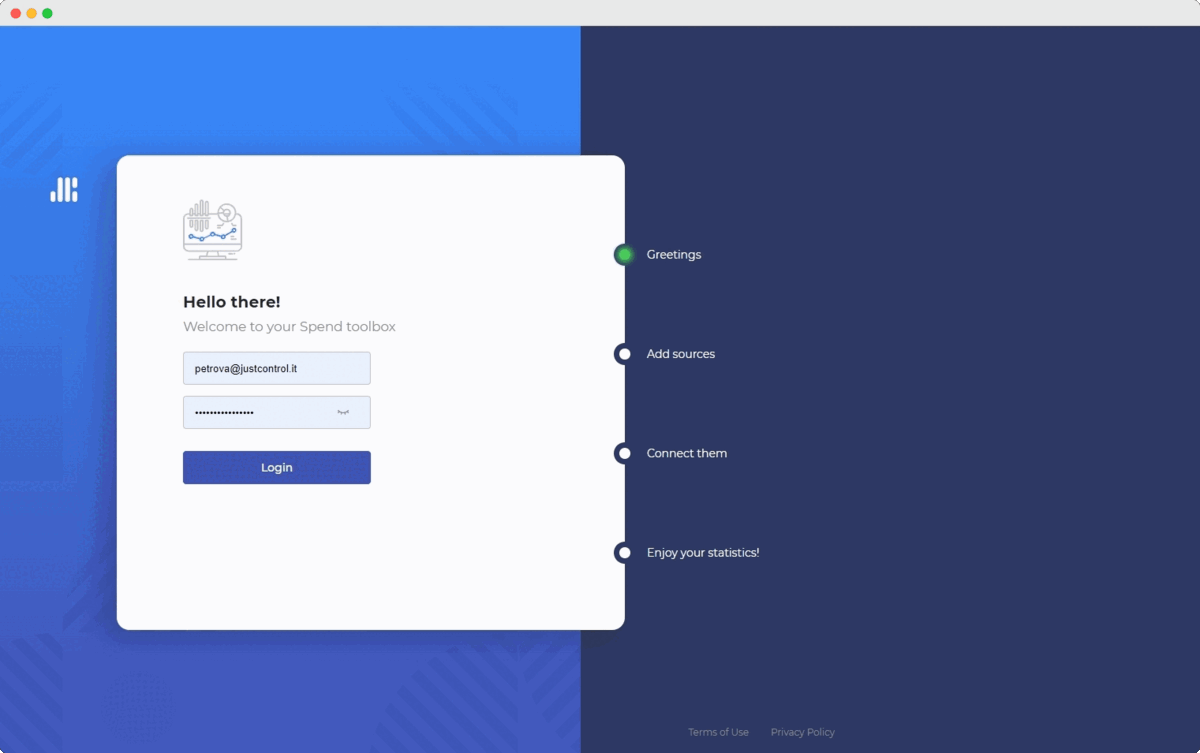 Hello there!
Welcome to your Spend toolbox
petrova@justcontrol.it
••••••••••••••••
Login
Greetings
Add sources
Connect them
Enjoy your statistics!
Terms of Use
Privacy Policy